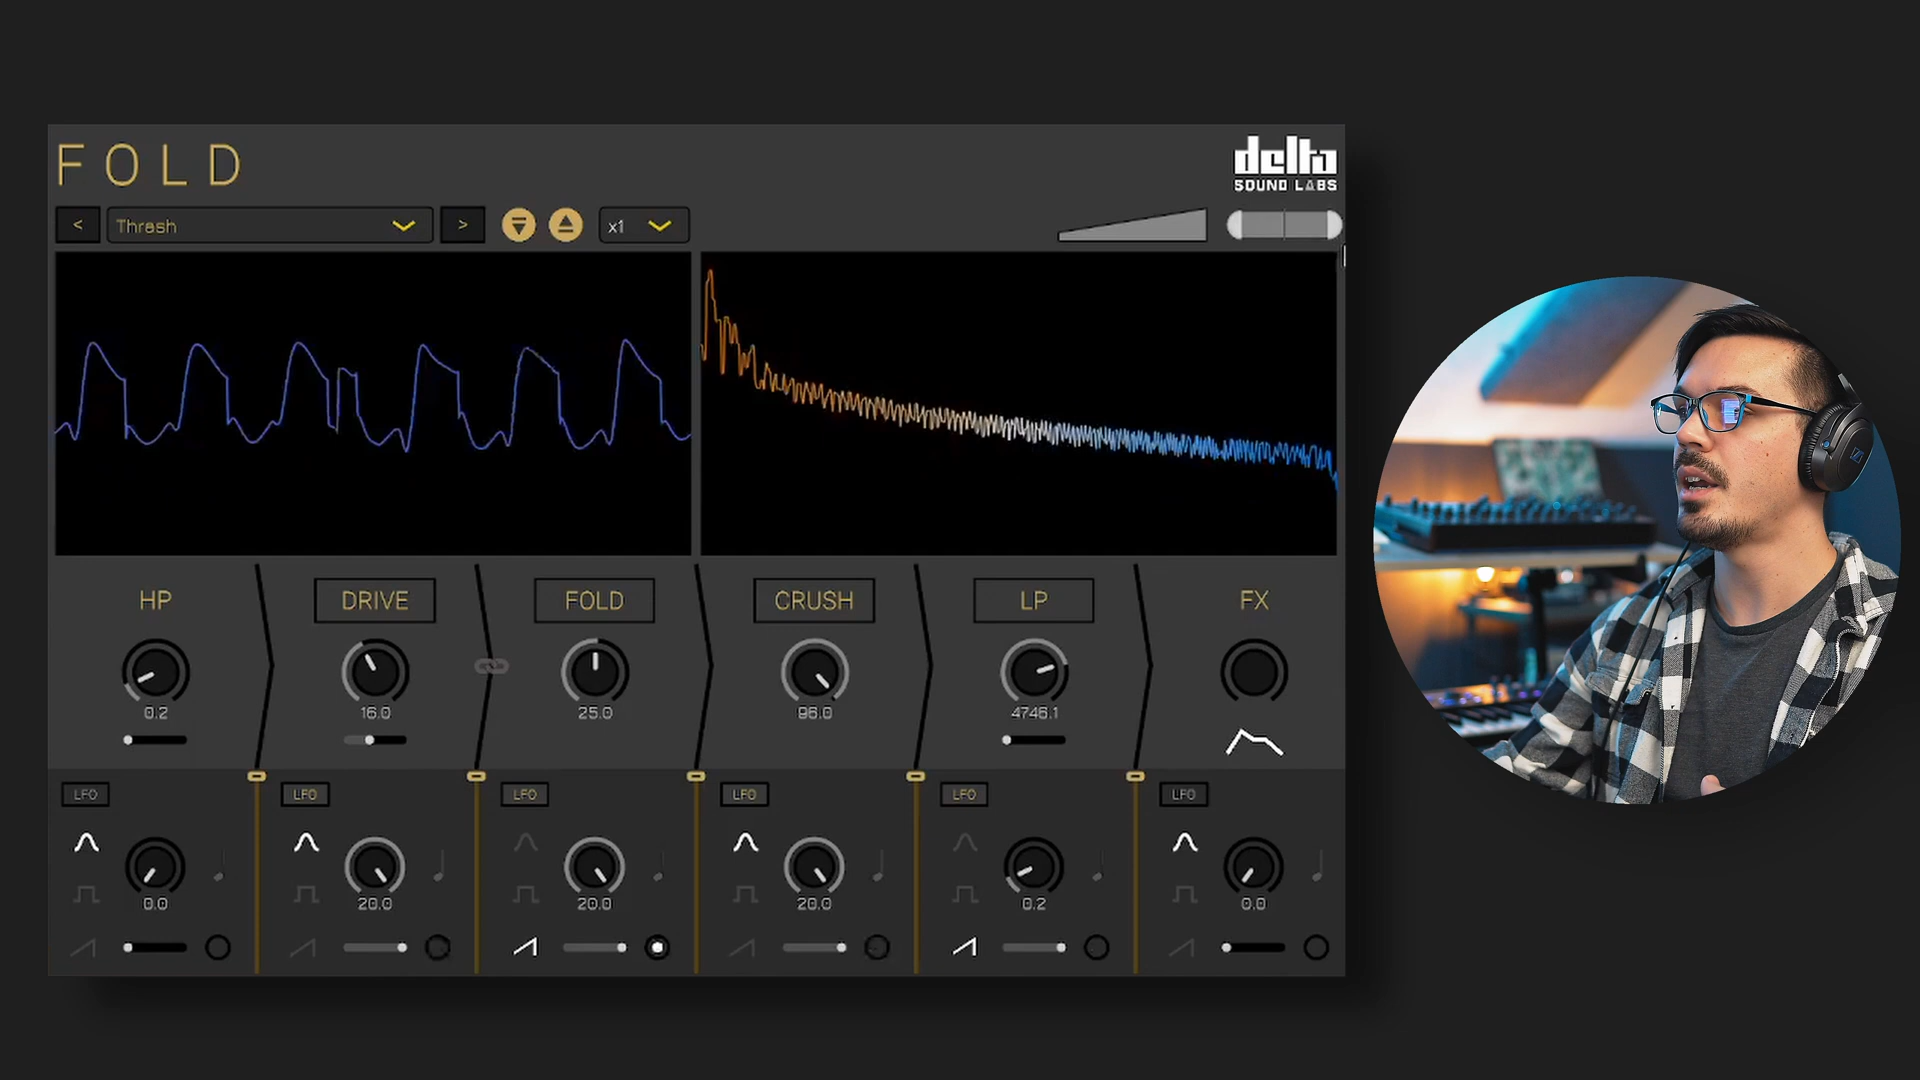 FOLD
delta
SOUND LABS
<
Thrash
>
x1
HP
DRIVE
FOLD
CRUSH
LP
FX
0.2
16.0
25.0
96.0
4746.1
LFO
LFO
LFO
LFO
LFO
LFO
0.0
20.0
20.0
20.0
0.2
0.0